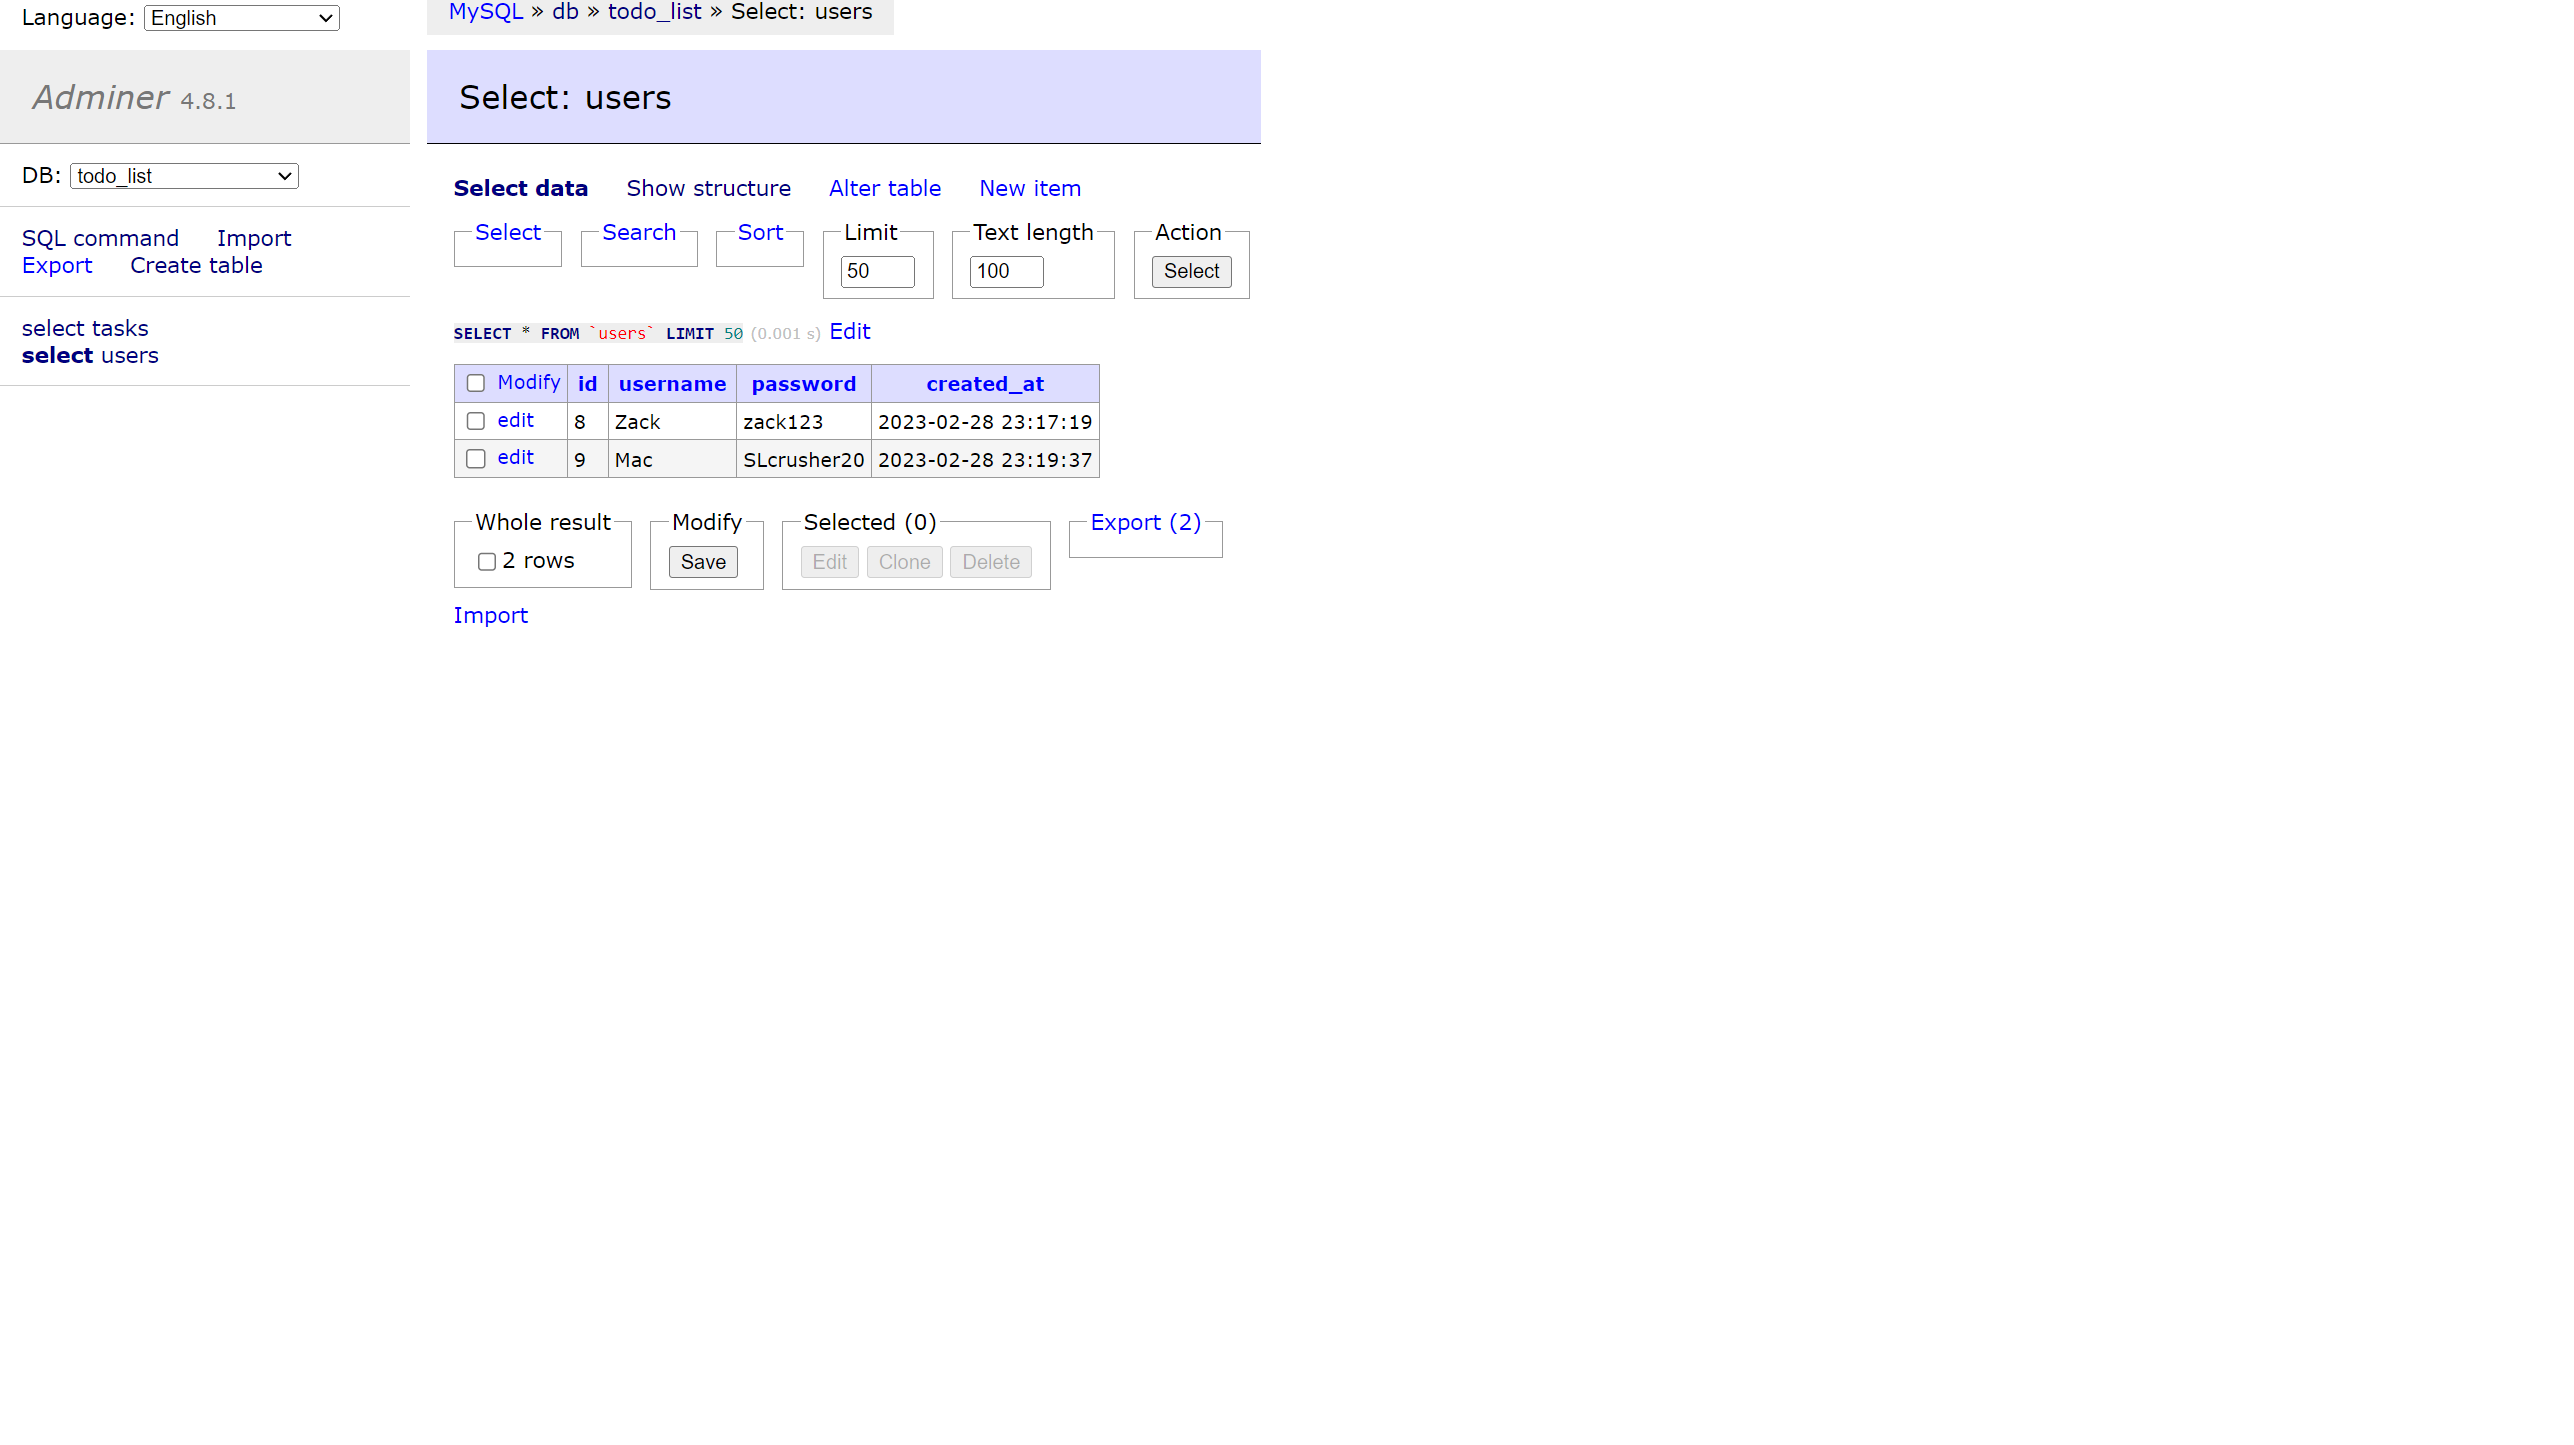 Language: English
MySQL » db » todo_list » Select: users
Adminer 4.8.1
Select: users
DB: todo_list
SQL command Import
Export Create table
select tasks
select users
Select data Show structure Alter table New item
Select Search Sort Limit Text length Action
50 100 Select
SELECT * FROM `users` LIMIT 50 (0.001 s) Edit
Modify id username password created_at
edit 8 Zack zack123 2023-02-28 23:17:19
edit 9 Mac SLcrusher20 2023-02-28 23:19:37
Whole result Modify Selected (0) Export (2)
2 rows Save Edit Clone Delete
Import